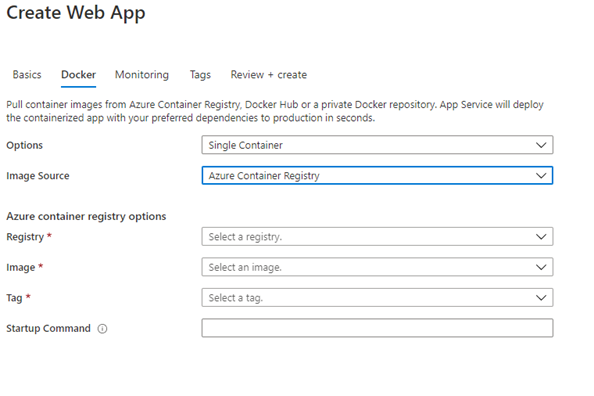 Create Web App
Basics Docker Monitoring Tags Review + create
Pull container images from Azure Container Registry, Docker Hub or a private Docker repository. App Service will deploy
the containerized app with your preferred dependencies to production in seconds.
Options Single Container
Image Source Azure Container Registry
Azure container registry options
Registry * Select a registry.
Image * Select an image.
Tag * Select a tag.
Startup Command